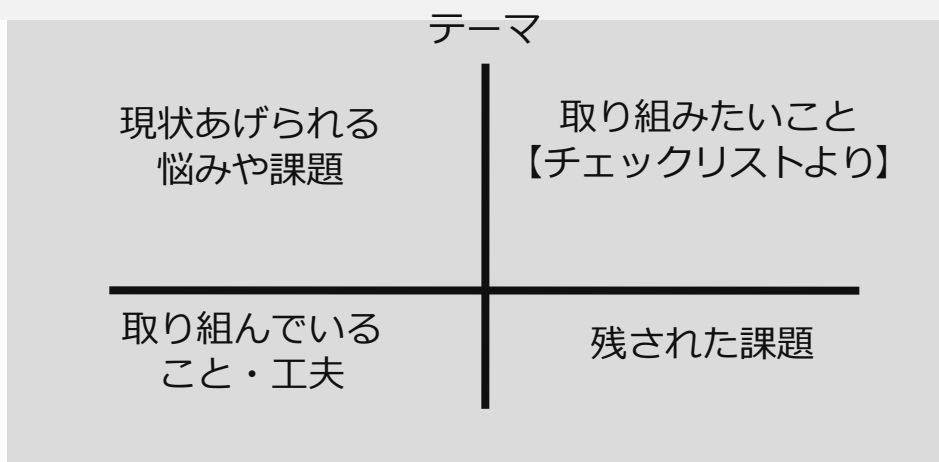 テーマ
現状あげられる
悩みや課題
取り組みたいこと
【チェックリストより】
取り組んでいる
こと・工夫
残された課題